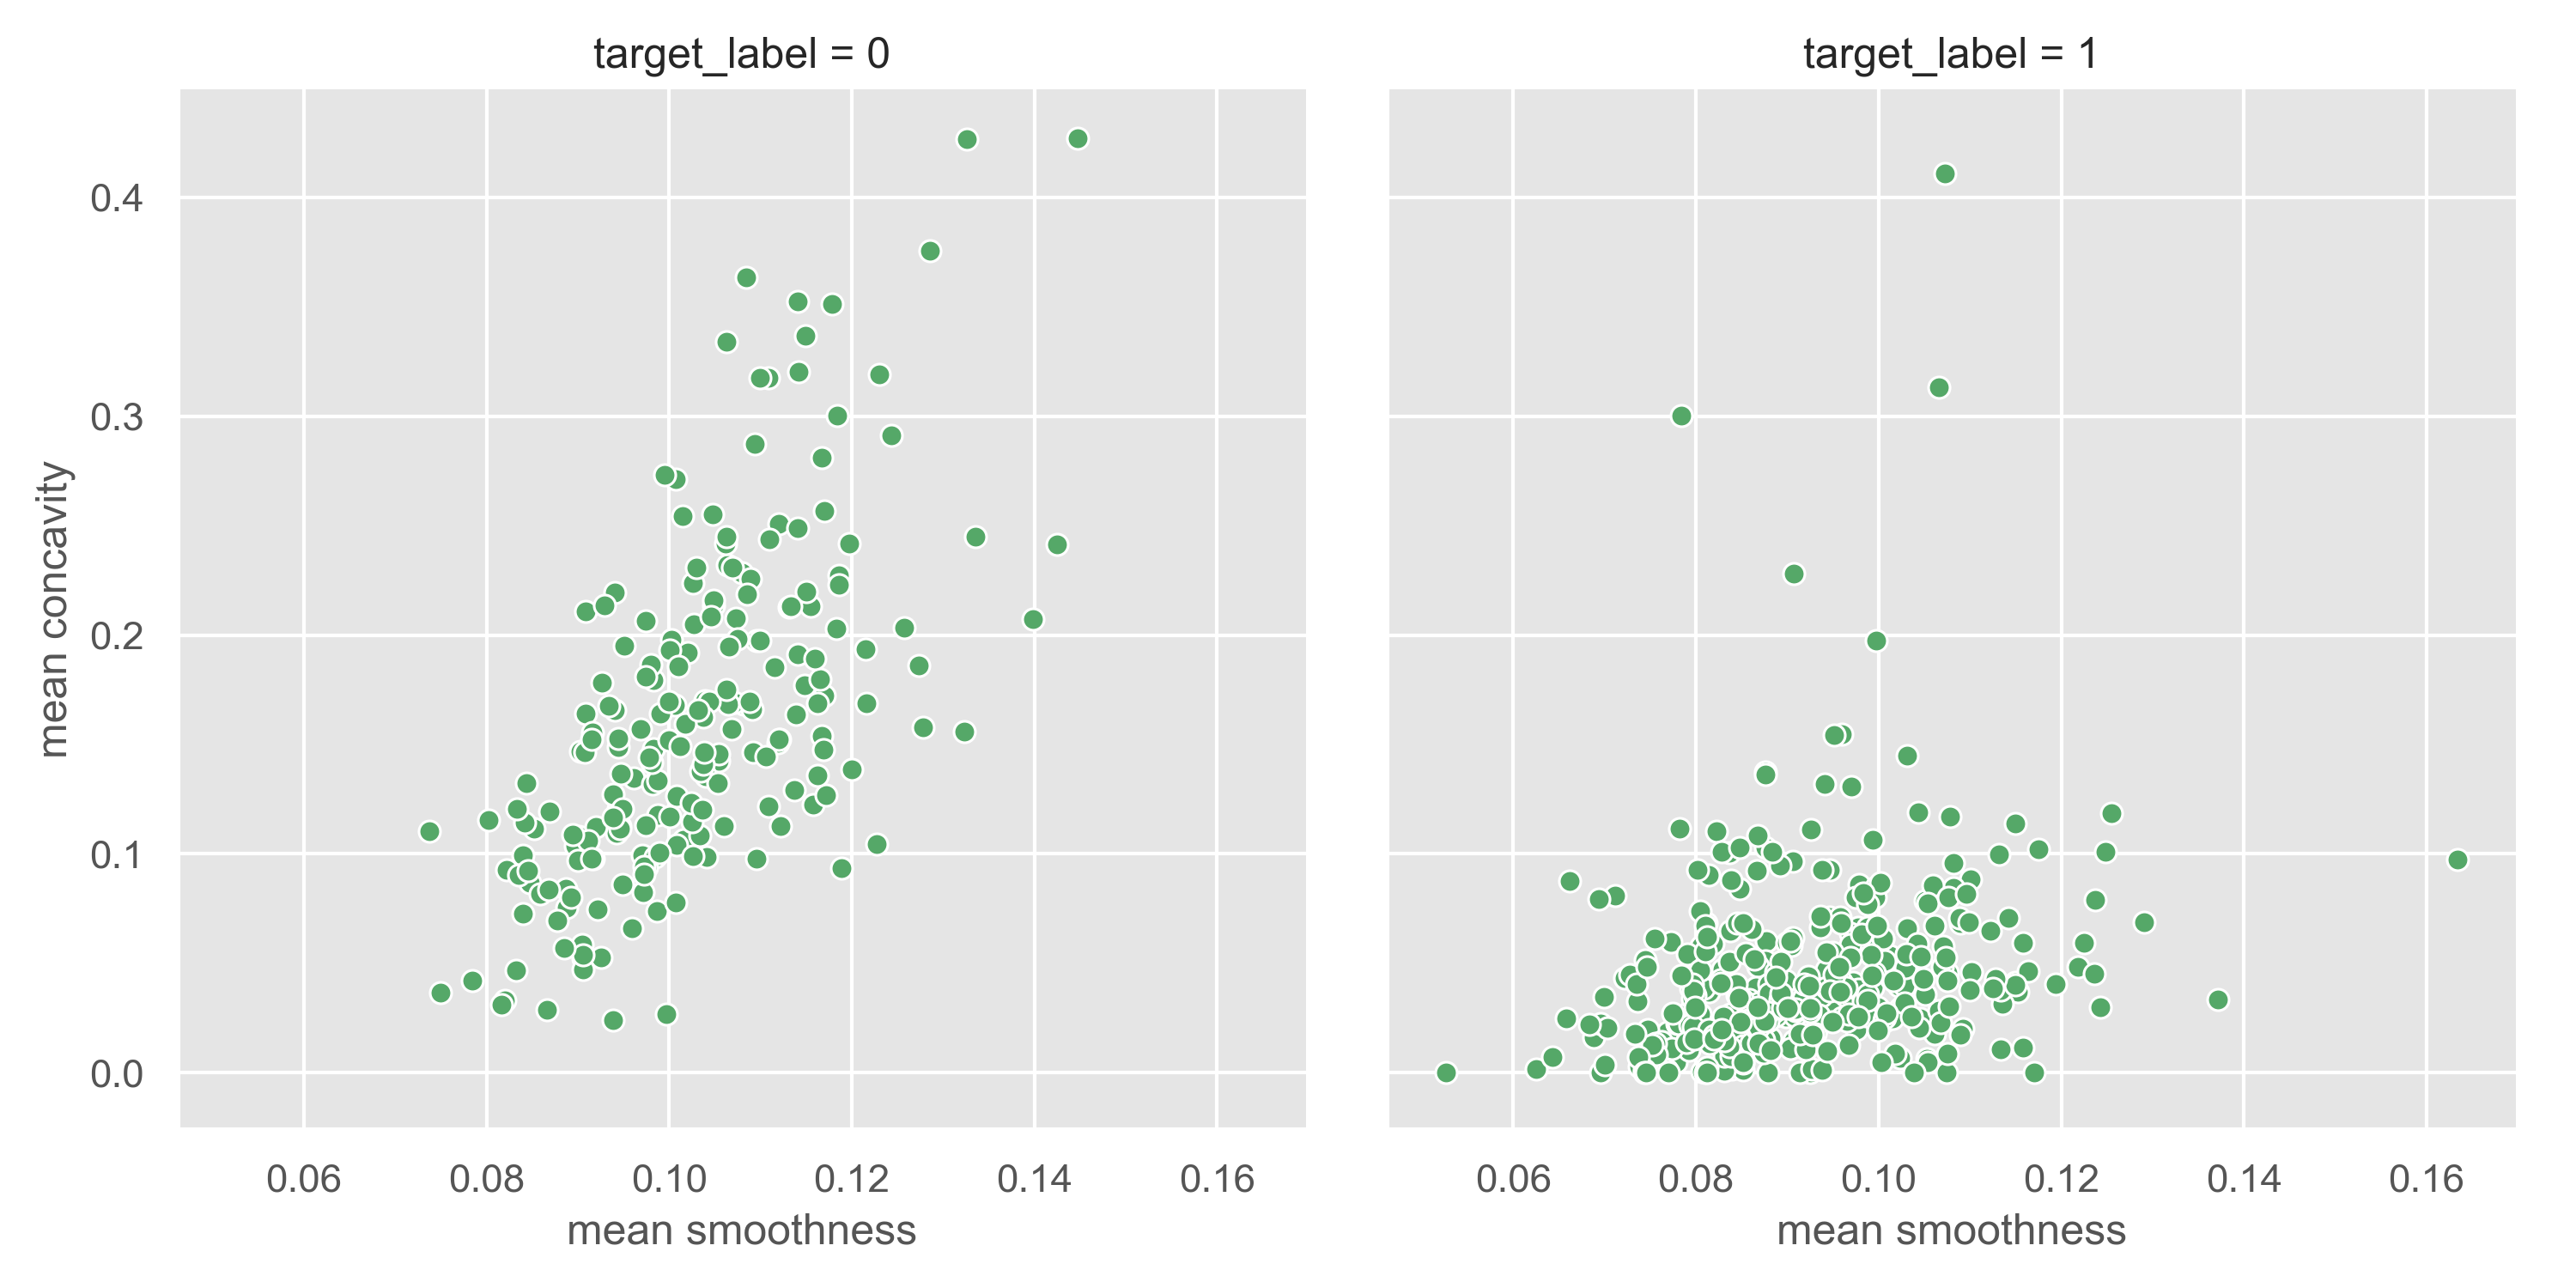 target_label = 0
target_label = 1
mean concavity
0.4
0.3
0.2
0.1
0.0
0.06 0.08 0.10 0.12 0.14 0.16
mean smoothness
0.06 0.08 0.10 0.12 0.14 0.16
mean smoothness